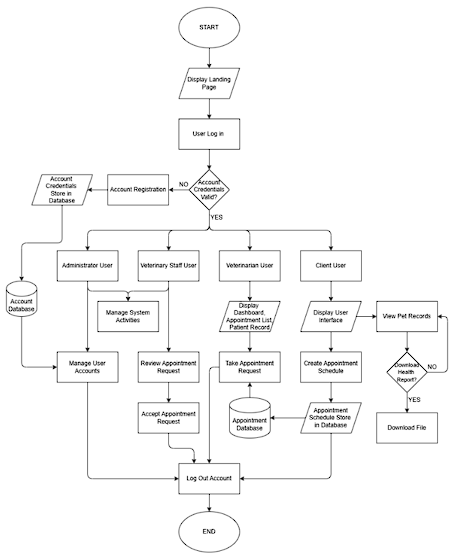 START
Display Landing
Page
User Log in
Account
Credentials
Valid?
NO
YES
Account Registration
Account
Credentials
Store in
Database
Account
Database
Administrator User
Veterinary Staff User
Veterinarian User
Client User
Manage System
Activities
Display
Dashboard,
Appointment List,
Patient Record
Display User
Interface
View Pet Records
Manage User
Accounts
Review Appointment
Request
Take Appointment
Request
Create Appointment
Schedule
Download
Health
Report?
NO
YES
Accept Appointment
Request
Appointment
Database
Appointment
Schedule Store
in Database
Download File
Log Out Account
END